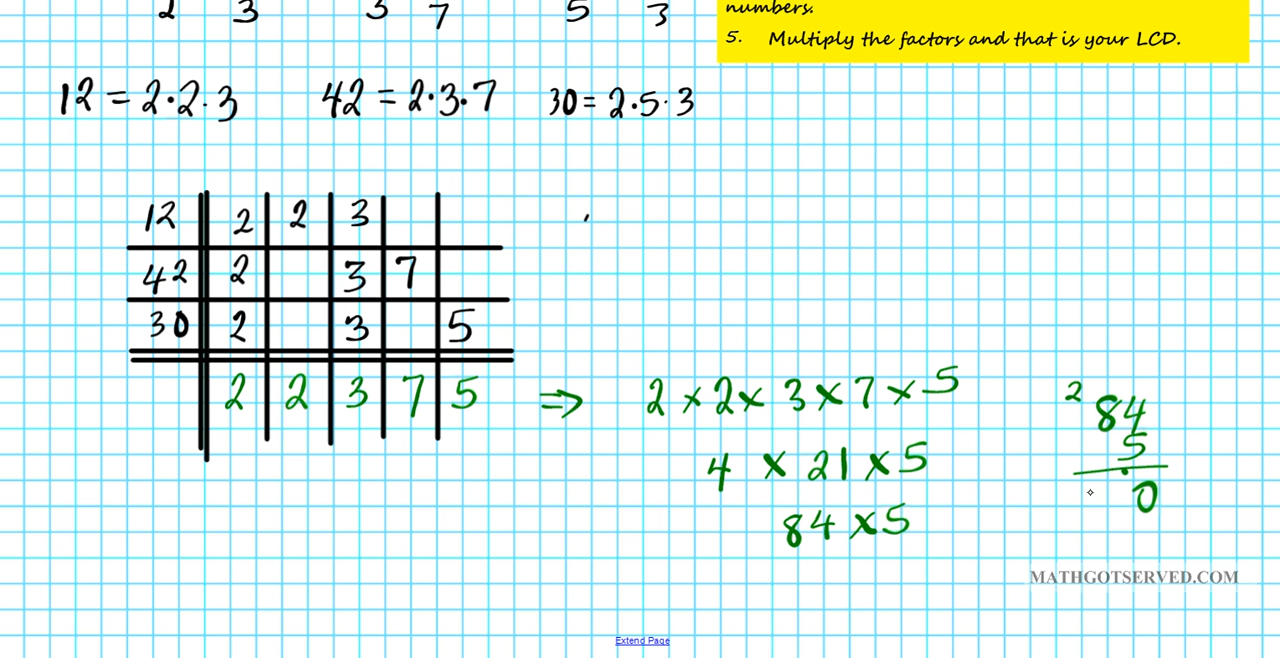 2 3 3 7 5 3
numbers.
5. Multiply the factors and that is your LCD.
12 = 2·2·3 42 = 2·3·7 30 = 2·5·3
12 2 2 3
42 2 3 7
30 2 3 5
2 2 3 7 5 ⇒ 2 × 2 × 3 × 7 × 5
4 × 21 × 5
84 × 5
2 84
5
0
MATHGOTSERVED.COM
Extend Page